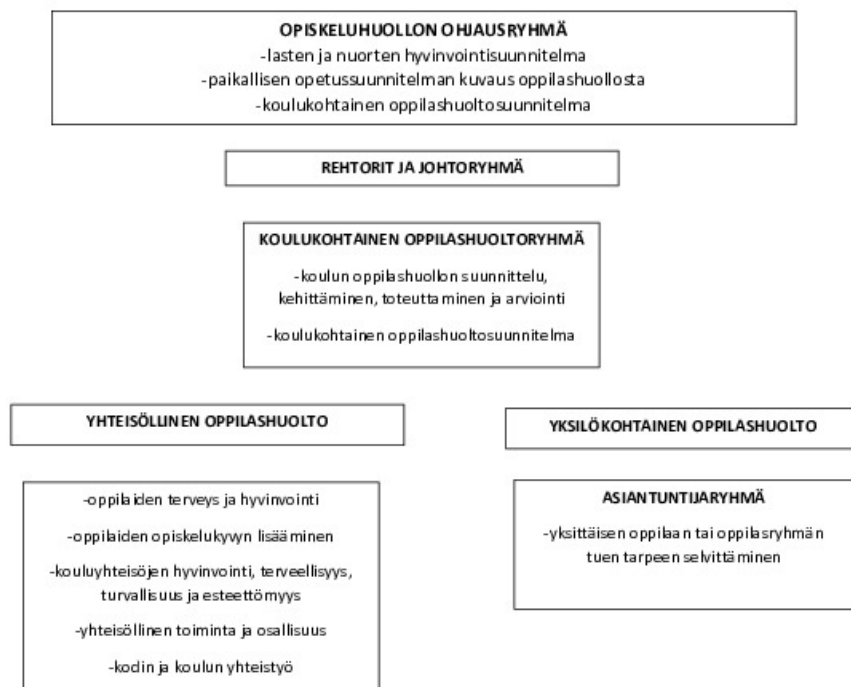 OPISKELUHUOLLON OHJAUSRYHMÄ
-lasten ja nuorten hyvinvointisuunnitelma
-paikallisen opetussuunnitelman kuvaus oppilashuollosta
-koulukohtainen oppilashuoltosuunnitelma
REHTORIT JA JOHTORYHMÄ
KOULUKOHTAINEN OPPILASHUOLTORYHMÄ
-koulun oppilashuollon suunnittelu,
kehittäminen, toteuttaminen ja arviointi
-koulukohtainen oppilashuoltosuunnitelma
YHTEISÖLLINEN OPPILASHUOLTO
-oppilaiden terveys ja hyvinvointi
-oppilaiden opiskelukyvyn lisääminen
-kouluyhteisöjen hyvinvointi, terveellisyys,
turvallisuus ja esteettömyys
-yhteisöllinen toiminta ja osallisuus
-kodin ja koulun yhteistyö
YKSILÖKOHTAINEN OPPILASHUOLTO
ASIANTUNTIJARYHMÄ
-yksittäisen oppilaan tai oppilasryhmän
tuen tarpeen selvittäminen